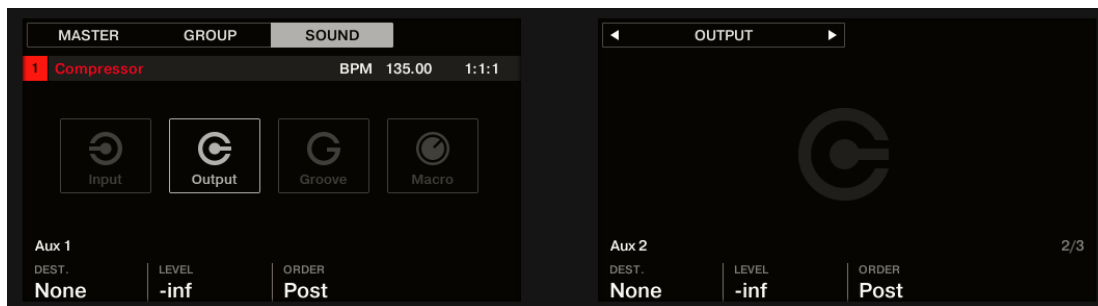 MASTER GROUP SOUND
1 Compressor BPM 135.00 1:1:1
Input Output Groove Macro
Aux 1
DEST. LEVEL ORDER
None -inf Post
OUTPUT
Aux 2 2/3
DEST. LEVEL ORDER
None -inf Post